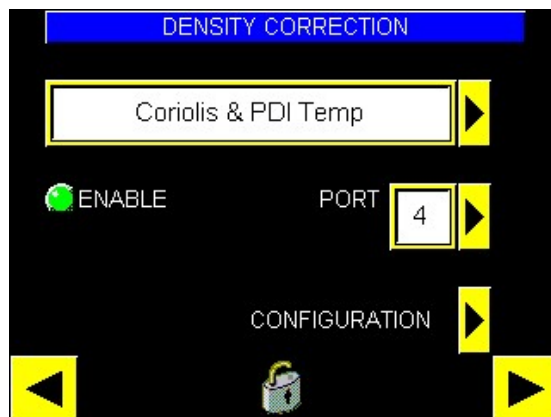 DENSITY CORRECTION
Coriolis & PDI Temp
ENABLE PORT 4
CONFIGURATION